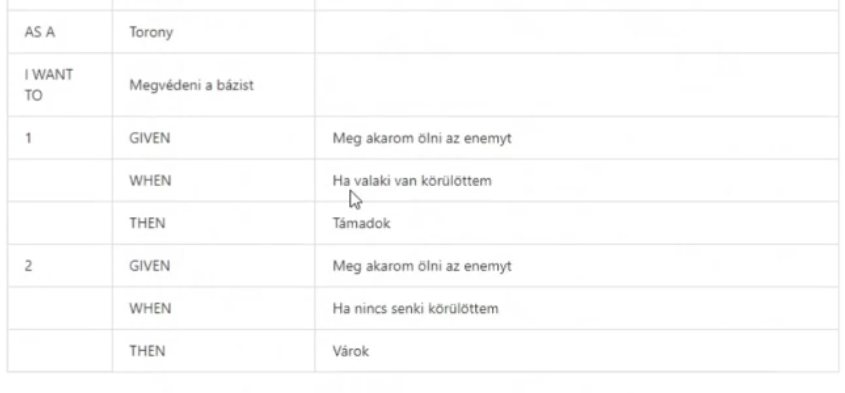 AS A Torony
I WANT TO Megvédeni a bázist
1 GIVEN Meg akarom ölni az enemyt
WHEN Ha valaki van körülöttem
THEN Támadok
2 GIVEN Meg akarom ölni az enemyt
WHEN Ha nincs senki körülöttem
THEN Várok